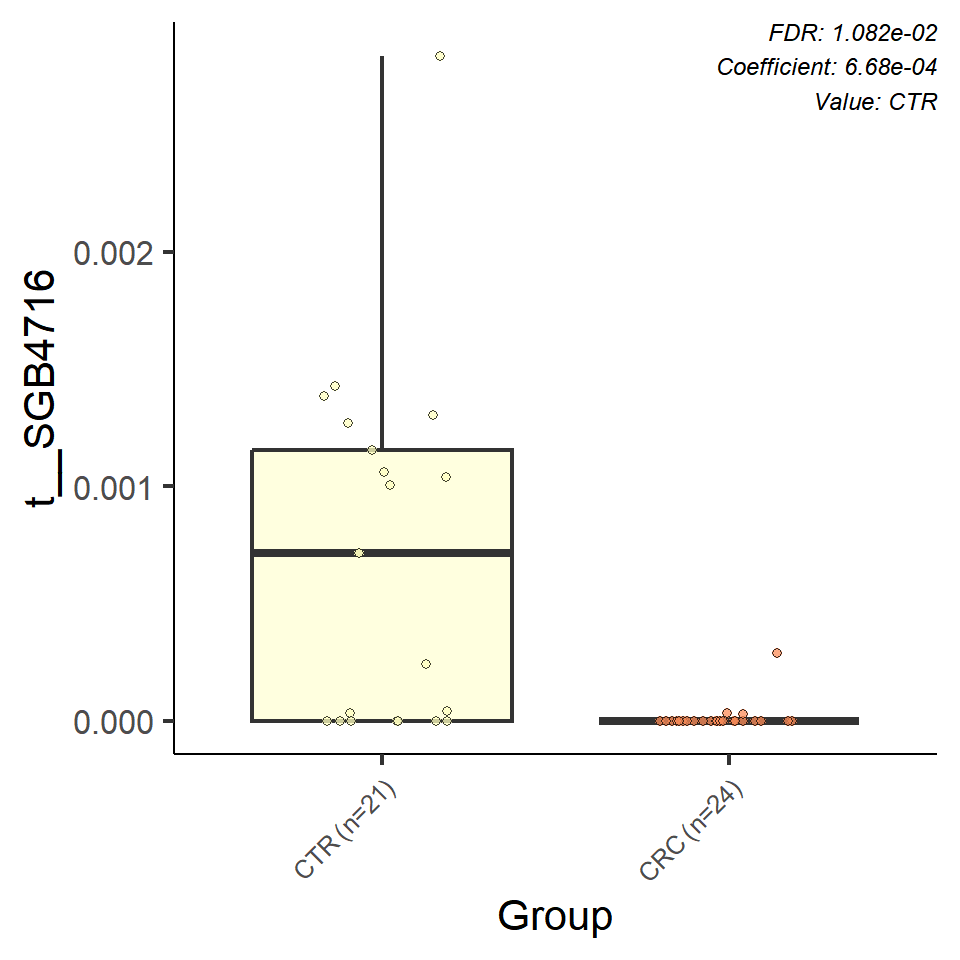 FDR: 1.082e-02
Coefficient: 6.68e-04
Value: CTR
t__SGB4716
0.002
0.001
0.000
CTR (n=21)
CRC (n=24)
Group